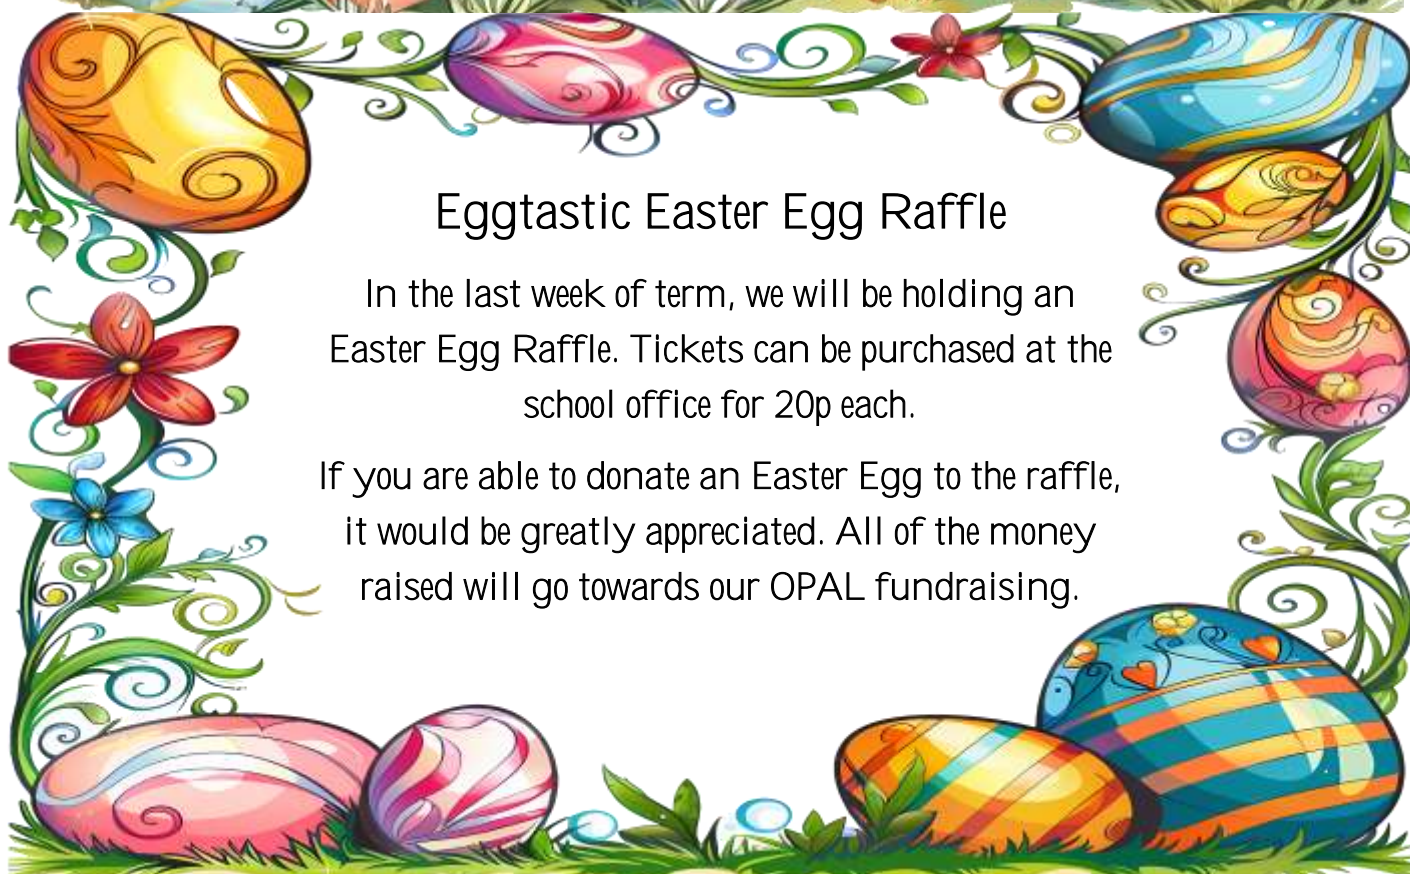 Eggtastic Easter Egg Raffle
In the last week of term, we will be holding an
Easter Egg Raffle. Tickets can be purchased at the
school office for 20p each.
If you are able to donate an Easter Egg to the raffle,
it would be greatly appreciated. All of the money
raised will go towards our OPAL fundraising.